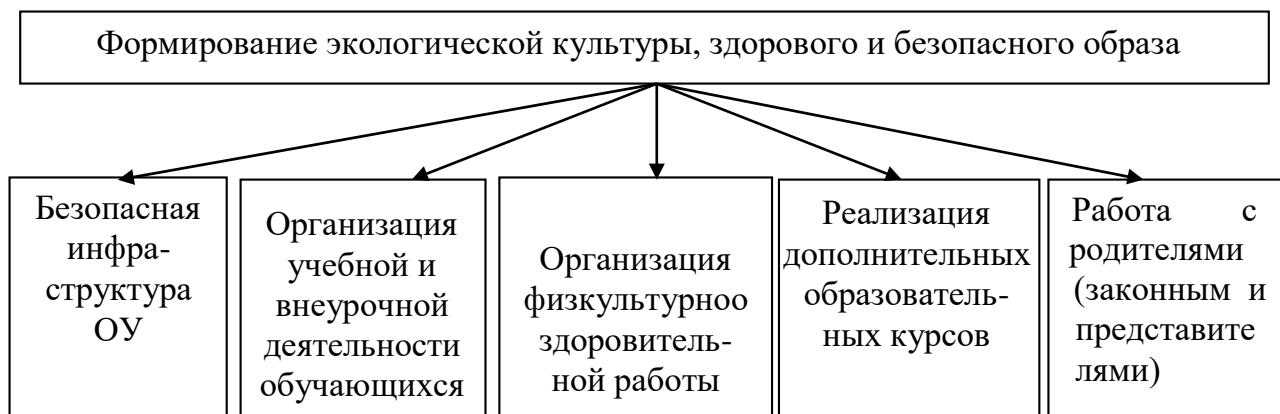 Формирование экологической культуры, здорового и безопасного образа
Безопасная
инфра-
структура
ОУ
Организация
учебной и
внеурочной
деятельности
обучающихся
Организация
физкультурноо
здоровитель-
ной работы
Реализация
дополнительных
образователь-
ных курсов
Работа с
родителями
(законным и
представите
лями)